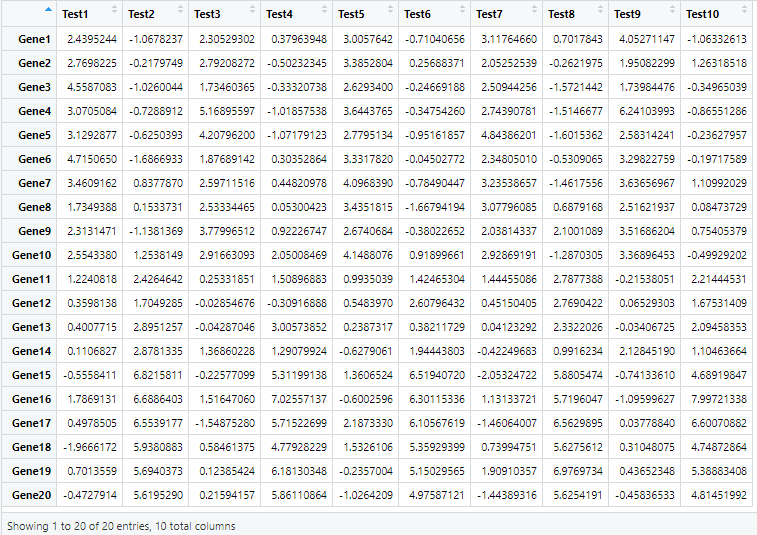 Test1 Test2 Test3 Test4 Test5 Test6 Test7 Test8 Test9 Test10
Gene1 2.4395244 -1.0678237 2.30529302 0.37963948 3.0057642 -0.71040656 3.11764660 0.7017843 4.05271147 -1.06332613
Gene2 2.7698225 -0.2179749 2.79208272 -0.50232345 3.3852804 0.25688371 2.05252539 -0.2621975 1.95082299 1.26318518
Gene3 4.5587083 -1.0260044 1.73460365 -0.33320738 2.6293400 -0.24669188 2.50944256 -1.5721442 1.73984476 -0.34965039
Gene4 3.0705084 -0.7288912 5.16895597 -1.01857538 3.6443765 -0.34754260 2.74390781 -1.5146677 6.24103993 -0.86551286
Gene5 3.1292877 -0.6250393 4.20796200 -1.07179123 2.7795134 -0.95161857 4.84386201 -1.6015362 2.58314241 -0.23627957
Gene6 4.7150650 -1.6866933 1.87689142 0.30352864 3.3317820 -0.04502772 2.34805010 -0.5309065 3.29822759 -0.19717589
Gene7 3.4609162 0.8377870 2.59711516 0.44820978 4.0968390 -0.78490447 3.23538657 -1.4617556 3.63656967 1.10992029
Gene8 1.7349388 0.1533731 2.53334465 0.05300423 3.4351815 -1.66794194 3.07796085 0.6879168 2.51621937 0.08473729
Gene9 2.3131471 -1.1381369 3.77996512 0.92226747 2.6740684 -0.38022652 2.03814337 2.1001089 3.51686204 0.75405379
Gene10 2.5543380 1.2538149 2.91663093 2.05008469 4.1488076 0.91899661 2.92869191 -1.2870305 3.36896453 -0.49929202
Gene11 1.2240818 2.4264642 0.25331851 1.50896883 0.9935039 1.42465304 1.44455086 2.7877388 -0.21538051 2.21444531
Gene12 0.3598138 1.7049285 -0.02854676 -0.30916888 0.5483970 2.60796432 0.45150405 2.7690422 0.06529303 1.67531409
Gene13 0.4007715 2.8951257 -0.04287046 3.00573852 0.2387317 0.38211729 0.04123292 2.3322026 -0.03406725 2.09458353
Gene14 0.1106827 2.8781335 1.36860228 1.29079924 -0.6279061 1.94443803 -0.42249683 0.9916234 2.12845190 1.10463664
Gene15 -0.5558411 6.8215811 -0.22577099 5.31199138 1.3606524 6.51940720 -2.05324722 5.8805474 -0.74133610 4.68919847
Gene16 1.7869131 6.6886403 1.51647060 7.02557137 -0.6002596 6.30115336 1.13133721 5.7196047 -1.09599627 7.99721338
Gene17 0.4978505 6.5539177 -1.54875280 5.71522699 2.1873330 6.10567619 -1.46064007 6.5629895 0.03778840 6.60070882
Gene18 -1.9666172 5.9380883 0.58461375 4.77928229 1.5326106 5.35929399 0.73994751 5.6275612 0.31048075 4.74872864
Gene19 0.7013559 5.6940373 0.12385424 6.18130348 -0.2357004 5.15029565 1.90910357 6.9769734 0.43652348 5.38883408
Gene20 -0.4727914 5.6195290 0.21594157 5.86110864 -1.0264209 4.97587121 -1.44389316 5.6254191 -0.45836533 4.81451992
Showing 1 to 20 of 20 entries, 10 total columns